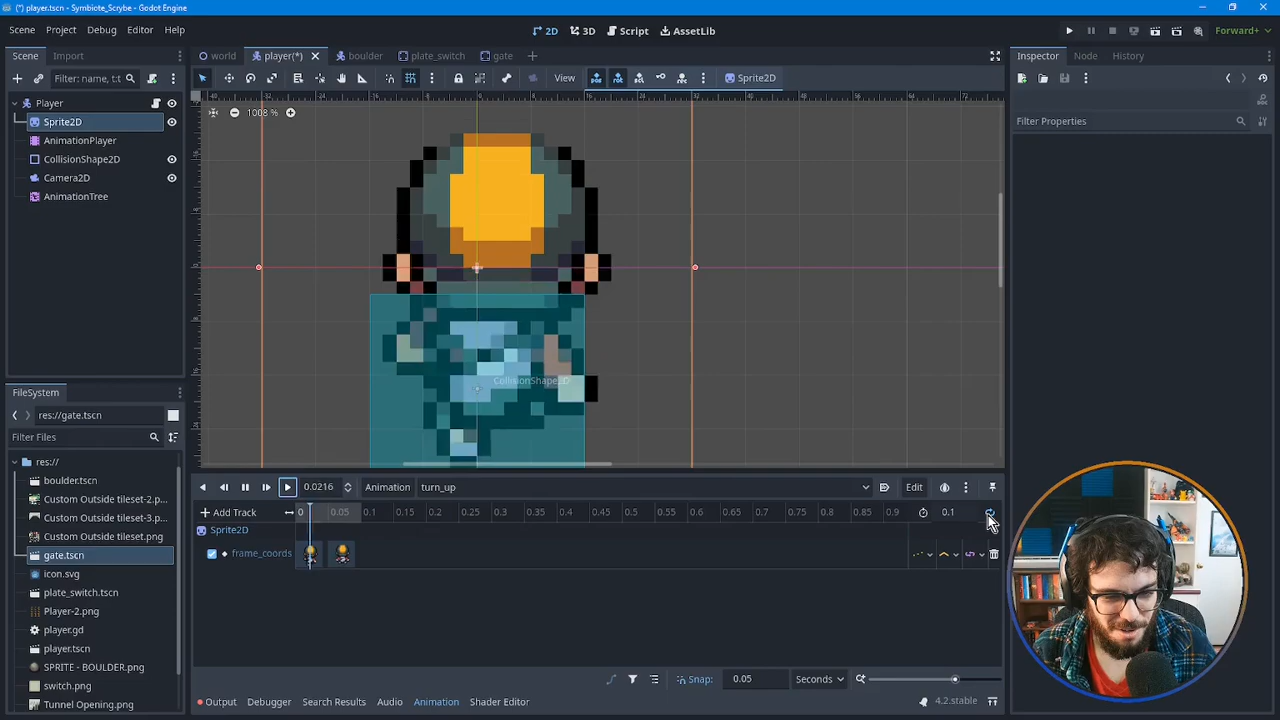 (*) player.tscn - Symbiote_Scrybe - Godot Engine
Scene Project Debug Editor Help
2D 3D Script AssetLib
Forward+
Scene Import
world player(*) boulder plate_switch gate
Inspector Node History
Filter: name, t:t
View Sprite2D
Player
Sprite2D
AnimationPlayer
CollisionShape2D
Camera2D
AnimationTree
1008 %
Filter Properties
CollisionShape2D
FileSystem
res://gate.tscn
Filter Files
res://
boulder.tscn
Custom Outside tileset-2.p...
Custom Outside tileset-3.p...
Custom Outside tileset.png
gate.tscn
icon.svg
plate_switch.tscn
Player-2.png
player.gd
player.tscn
SPRITE - BOULDER.png
switch.png
Tunnel Opening.png
0.0216 Animation turn_up Edit
Add Track 0 0.05 0.1 0.15 0.2 0.25 0.3 0.35 0.4 0.45 0.5 0.55 0.6 0.65 0.7 0.75 0.8 0.85 0.9 0.1
Sprite2D
frame_coords
Snap: 0.05 Seconds
Output Debugger Search Results Audio Animation Shader Editor 4.2.stable